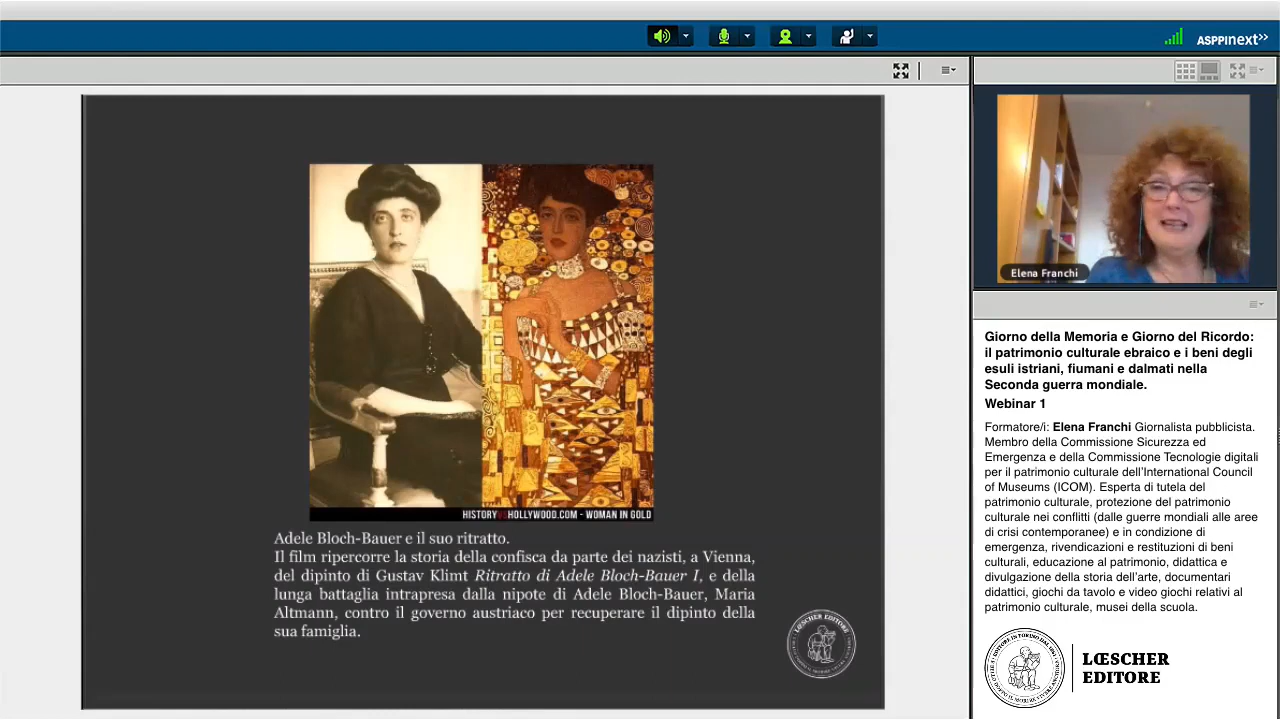 ASPPInext>>
HISTORYvsHOLLYWOOD.COM - WOMAN IN GOLD
Adele Bloch-Bauer e il suo ritratto.
Il film ripercorre la storia della confisca da parte dei nazisti, a Vienna,
del dipinto di Gustav Klimt Ritratto di Adele Bloch-Bauer I, e della
lunga battaglia intrapresa dalla nipote di Adele Bloch-Bauer, Maria
Altmann, contro il governo austriaco per recuperare il dipinto della
sua famiglia.
LŒSCHER EDITORE
Elena Franchi
Giorno della Memoria e Giorno del Ricordo:
il patrimonio culturale ebraico e i beni degli
esuli istriani, fiumani e dalmati nella
Seconda guerra mondiale.
Webinar 1
Formatore/i: Elena Franchi Giornalista pubblicista.
Membro della Commissione Sicurezza ed
Emergenza e della Commissione Tecnologie digitali
per il patrimonio culturale dell'International Council
of Museums (ICOM). Esperta di tutela del
patrimonio culturale, protezione del patrimonio
culturale nei conflitti (dalle guerre mondiali alle aree
di crisi contemporanee) e in condizione di
emergenza, rivendicazioni e restituzioni di beni
culturali, educazione al patrimonio, didattica e
divulgazione della storia dell'arte, documentari
didattici, giochi da tavolo e video giochi relativi al
patrimonio culturale, musei della scuola.
LŒSCHER
EDITORE